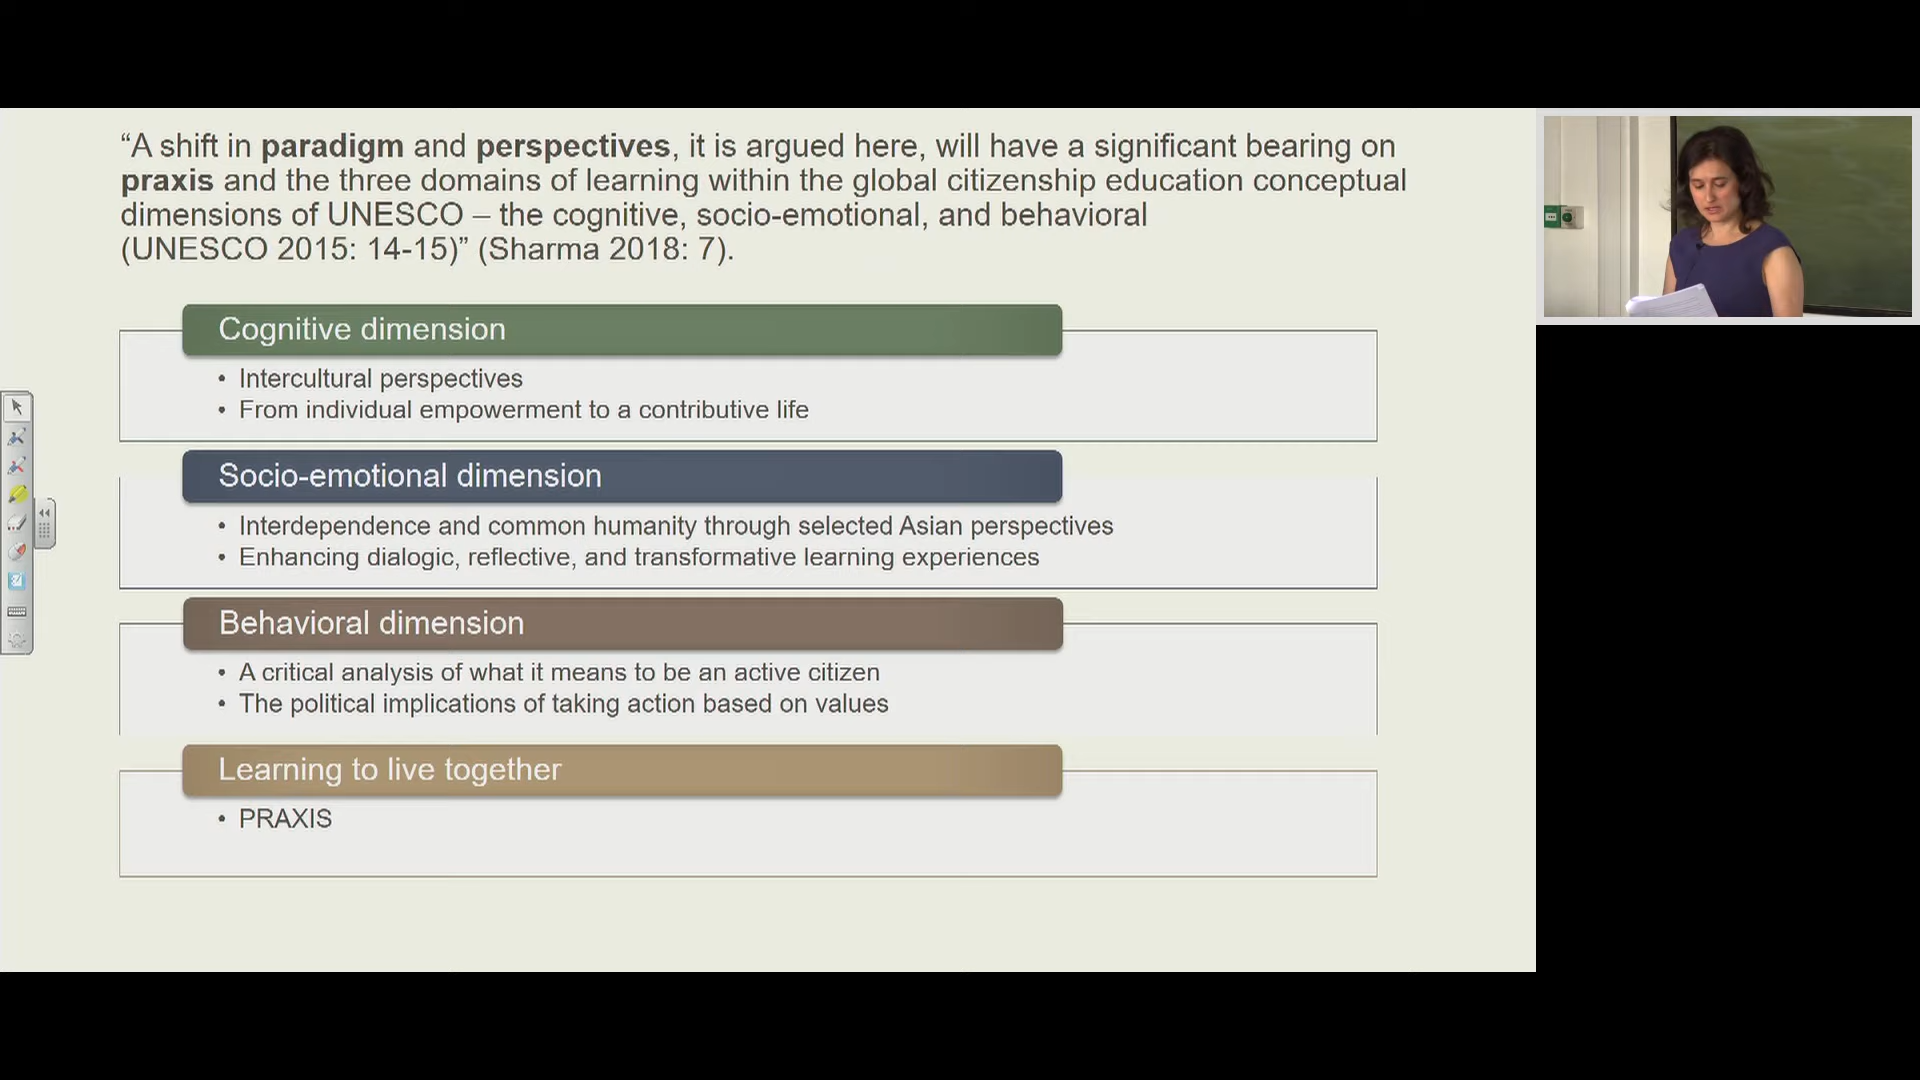 “A shift in paradigm and perspectives, it is argued here, will have a significant bearing on
praxis and the three domains of learning within the global citizenship education conceptual
dimensions of UNESCO – the cognitive, socio-emotional, and behavioral
(UNESCO 2015: 14-15)” (Sharma 2018: 7).
Cognitive dimension
• Intercultural perspectives
• From individual empowerment to a contributive life
Socio-emotional dimension
• Interdependence and common humanity through selected Asian perspectives
• Enhancing dialogic, reflective, and transformative learning experiences
Behavioral dimension
• A critical analysis of what it means to be an active citizen
• The political implications of taking action based on values
Learning to live together
• PRAXIS